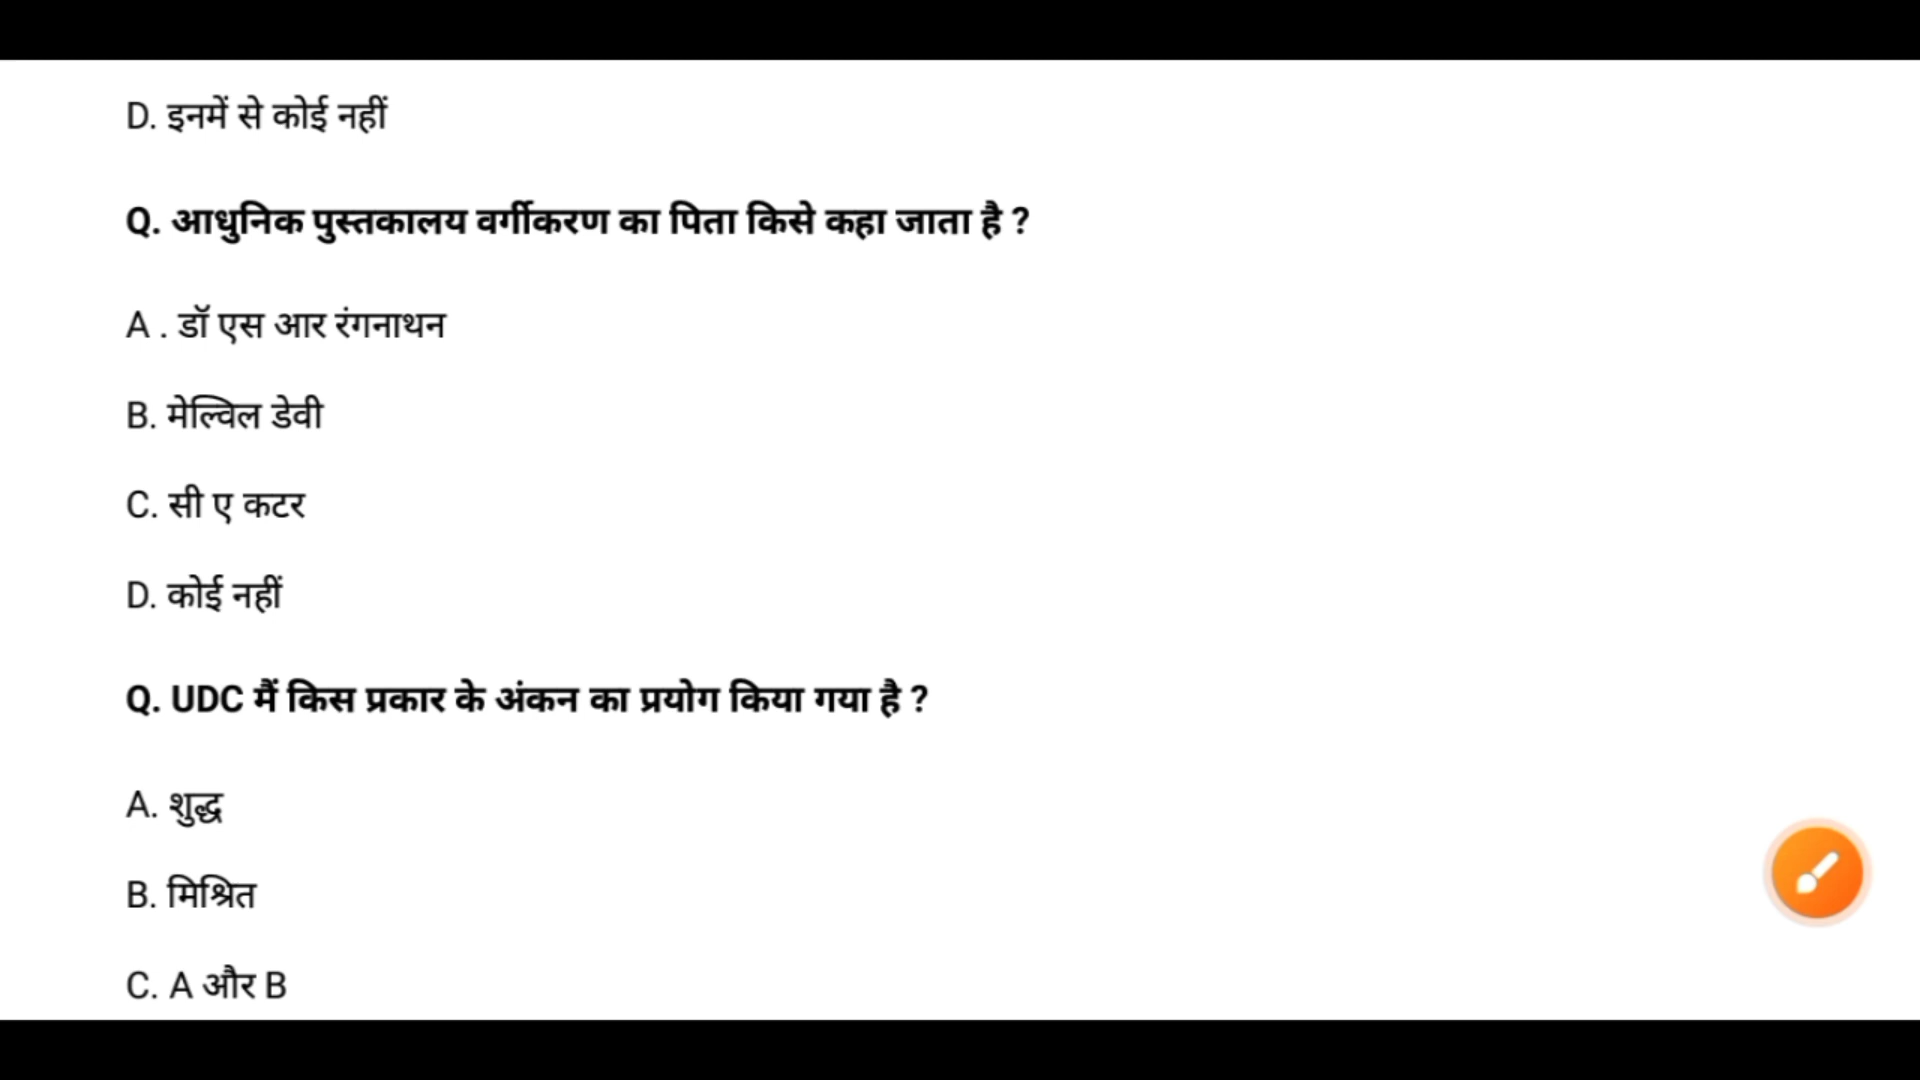 D. इनमें से कोई नहीं
Q. आधुनिक पुस्तकालय वर्गीकरण का पिता किसे कहा जाता है ?
A . डॉ एस आर रंगनाथन
B. मेल्विल डेवी
C. सी ए कटर
D. कोई नहीं
Q. UDC मैं किस प्रकार के अंकन का प्रयोग किया गया है ?
A. शुद्ध
B. मिश्रित
C. A और B